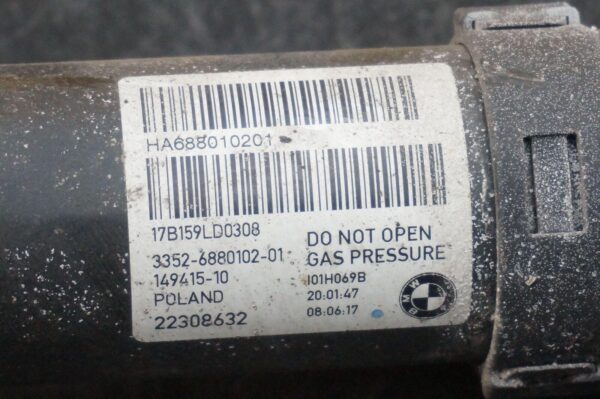 HA688010201
17B159LD0308
3352-6880102-01
149415-10
POLAND
22308632
DO NOT OPEN
GAS PRESSURE
I01H069B
20:01:47
08:06:17
BMW